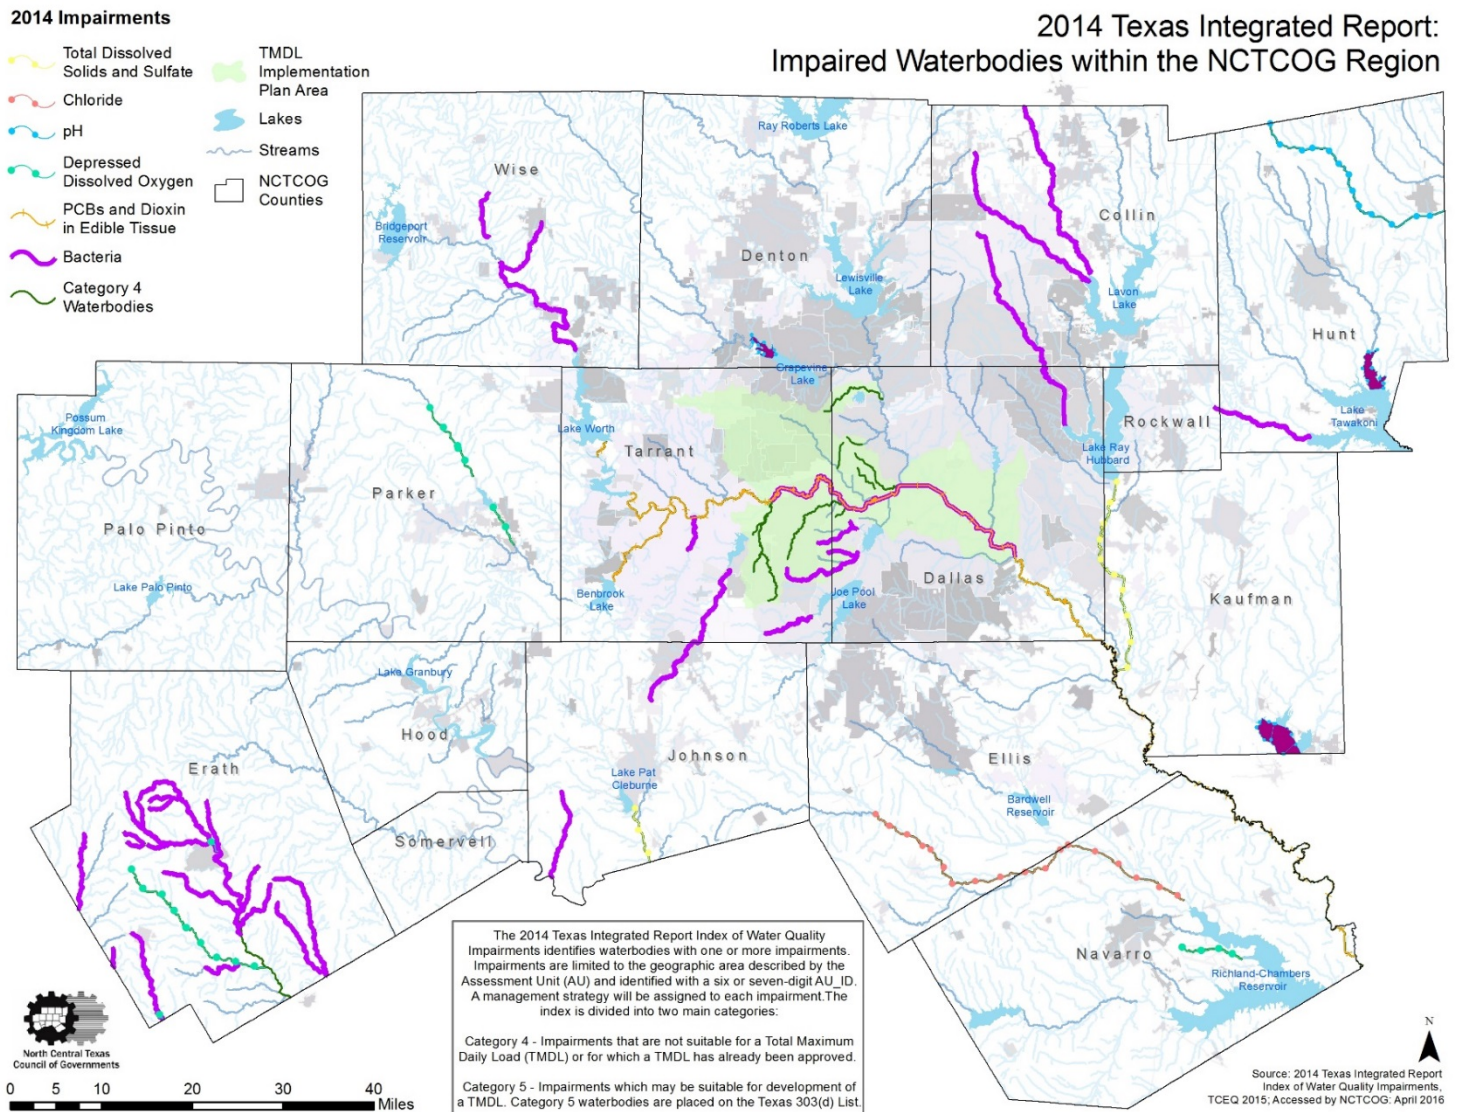 2014 Impairments
Total Dissolved
Solids and Sulfate
Chloride
pH
Depressed
Dissolved Oxygen
PCBs and Dioxin
in Edible Tissue
Bacteria
Category 4
Waterbodies
TMDL
Implementation
Plan Area
Lakes
Streams
NCTCOG
Counties
2014 Texas Integrated Report:
Impaired Waterbodies within the NCTCOG Region
Ray Roberts Lake
Wise
Bridgeport
Reservoir
Denton
Lewisville
Lake
Collin
Lavon
Lake
Hunt
Grapevine
Lake
Possum
Kingdom Lake
Lake Worth
Tarrant
Rockwall
Lake
Tawakoni
Lake Ray
Hubbard
Parker
Palo Pinto
Lake Palo Pinto
Benbrook
Lake
Joe Pool
Lake
Dallas
Kaufman
Lake Granbury
Hood
Johnson
Ellis
Erath
Lake Pat
Cleburne
Bardwell
Reservoir
Somervell
Navarro
Richland-Chambers
Reservoir
The 2014 Texas Integrated Report Index of Water Quality
Impairments identifies waterbodies with one or more impairments.
Impairments are limited to the geographic area described by the
Assessment Unit (AU) and identified with a six or seven-digit AU_ID.
A management strategy will be assigned to each impairment.The
index is divided into two main categories:
Category 4 - Impairments that are not suitable for a Total Maximum
Daily Load (TMDL) or for which a TMDL has already been approved.
Category 5 - Impairments which may be suitable for development of
a TMDL. Category 5 waterbodies are placed on the Texas 303(d) List.
North Central Texas
Council of Governments
0 5 10 20 30 40
Miles
N
Source: 2014 Texas Integrated Report
Index of Water Quality Impairments,
TCEQ 2015; Accessed by NCTCOG: April 2016